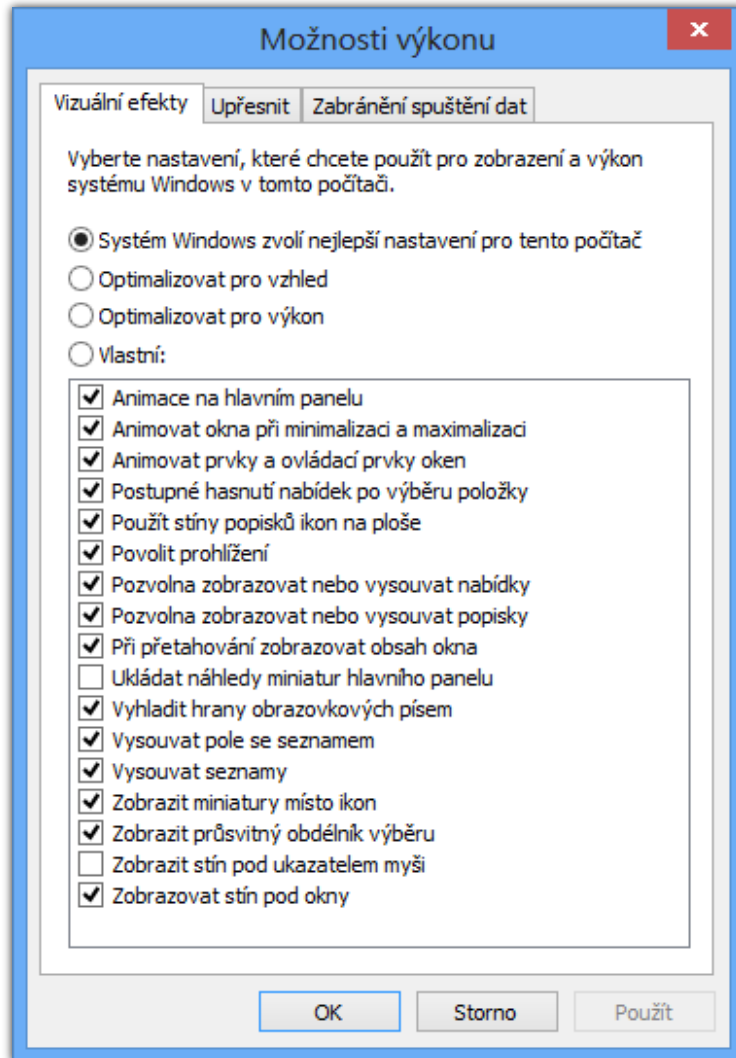 Možnosti výkonu
Vizuální efekty
Upřesnit
Zabránění spuštění dat
Vyberte nastavení, které chcete použít pro zobrazení a výkon
systému Windows v tomto počítači.
Systém Windows zvolí nejlepší nastavení pro tento počítač
Optimalizovat pro vzhled
Optimalizovat pro výkon
Vlastní:
Animace na hlavním panelu
Animovat okna při minimalizaci a maximalizaci
Animovat prvky a ovládací prvky oken
Postupné hasnutí nabídek po výběru položky
Použít stíny popisků ikon na ploše
Povolit prohlížení
Pozvolna zobrazovat nebo vysouvat nabídky
Pozvolna zobrazovat nebo vysouvat popisky
Při přetahování zobrazovat obsah okna
Ukládat náhledy miniatur hlavního panelu
Vyhladit hrany obrazovkových písem
Vysouvat pole se seznamem
Vysouvat seznamy
Zobrazit miniatury místo ikon
Zobrazit průsvitný obdélník výběru
Zobrazit stín pod ukazatelem myši
Zobrazovat stín pod okny
OK
Storno
Použít